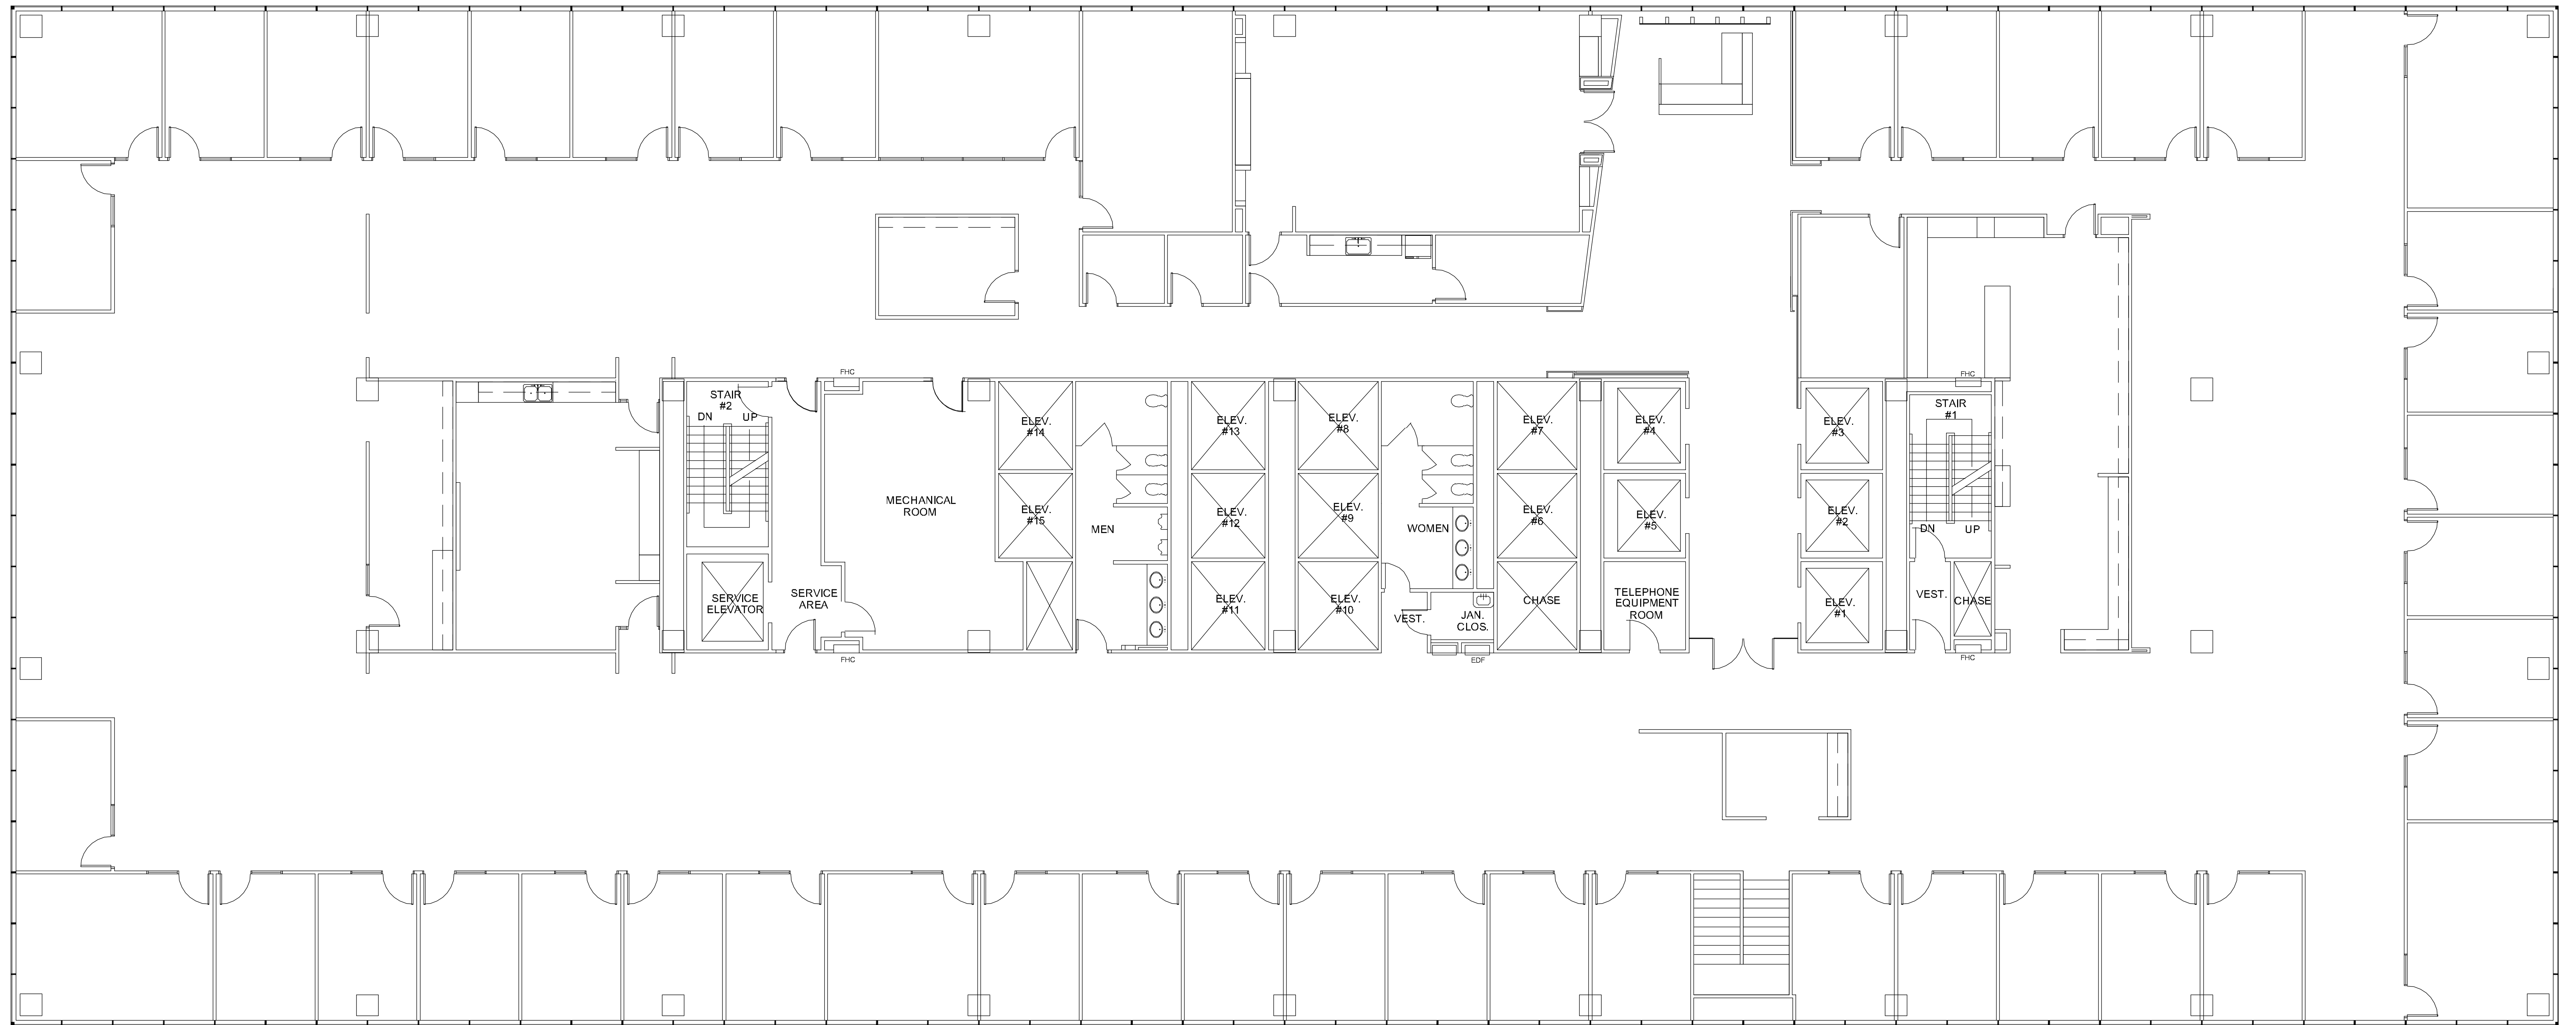 FHC
FHC
STAIR
#2
DN
UP
ELEV.
#14
ELEV.
#13
ELEV.
#8
ELEV.
#7
ELEV.
#4
ELEV.
#3
STAIR
#1
MECHANICAL
ROOM
ELEV.
#15
MEN
ELEV.
#12
ELEV.
#9
WOMEN
ELEV.
#6
ELEV.
#5
ELEV.
#2
DN
UP
SERVICE
ELEVATOR
SERVICE
AREA
ELEV.
#11
ELEV.
#10
VEST.
JAN.
CLOS.
CHASE
TELEPHONE
EQUIPMENT
ROOM
ELEV.
#1
VEST.
CHASE
FHC
EDF
FHC